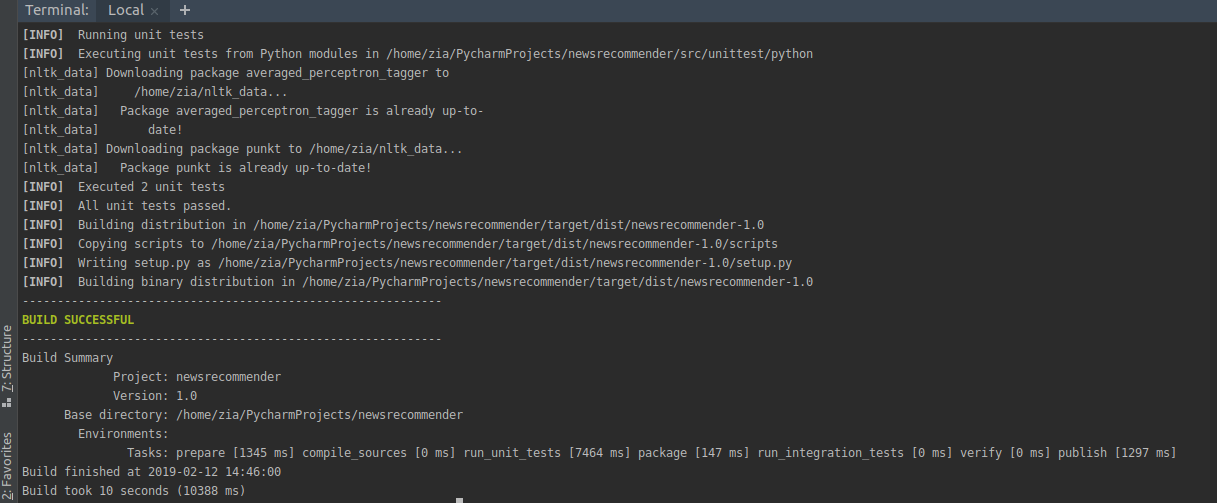 Terminal: Local × +
[INFO] Running unit tests
[INFO] Executing unit tests from Python modules in /home/zia/PycharmProjects/newsrecommender/src/unittest/python
[nltk_data] Downloading package averaged_perceptron_tagger to
[nltk_data]     /home/zia/nltk_data...
[nltk_data]   Package averaged_perceptron_tagger is already up-to-
[nltk_data]       date!
[nltk_data] Downloading package punkt to /home/zia/nltk_data...
[nltk_data]   Package punkt is already up-to-date!
[INFO] Executed 2 unit tests
[INFO] All unit tests passed.
[INFO] Building distribution in /home/zia/PycharmProjects/newsrecommender/target/dist/newsrecommender-1.0
[INFO] Copying scripts to /home/zia/PycharmProjects/newsrecommender/target/dist/newsrecommender-1.0/scripts
[INFO] Writing setup.py as /home/zia/PycharmProjects/newsrecommender/target/dist/newsrecommender-1.0/setup.py
[INFO] Building binary distribution in /home/zia/PycharmProjects/newsrecommender/target/dist/newsrecommender-1.0
------------------------------------------------------------
BUILD SUCCESSFUL
------------------------------------------------------------
Build Summary
Project: newsrecommender
Version: 1.0
Base directory: /home/zia/PycharmProjects/newsrecommender
Environments:
Tasks: prepare [1345 ms] compile_sources [0 ms] run_unit_tests [7464 ms] package [147 ms] run_integration_tests [0 ms] verify [0 ms] publish [1297 ms]
Build finished at 2019-02-12 14:46:00
Build took 10 seconds (10388 ms)
7: Structure
2: Favorites